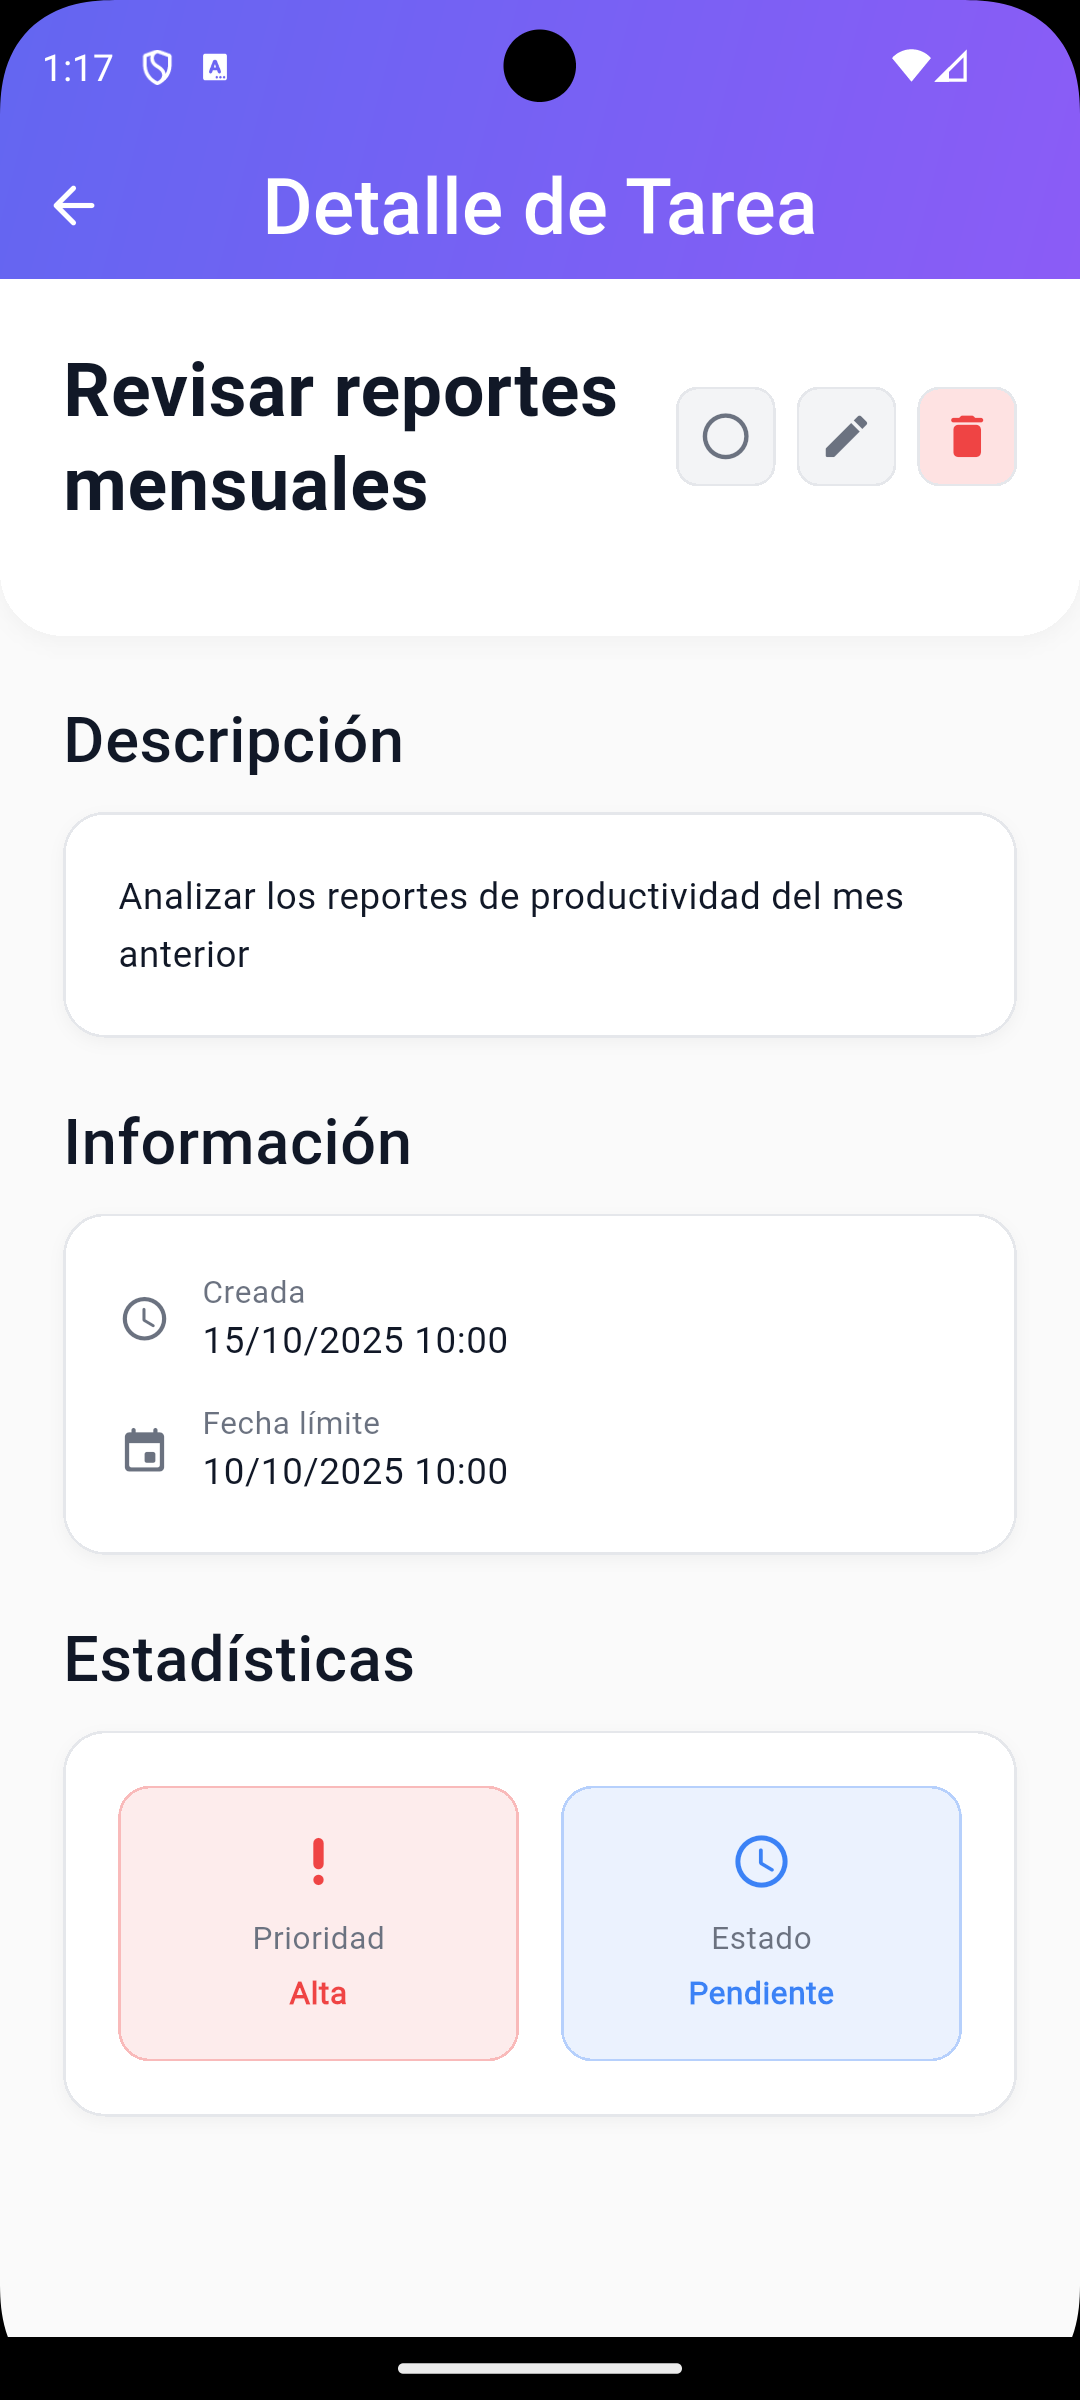 1:17
Detalle de Tarea
Revisar reportes
mensuales
Descripción
Analizar los reportes de productividad del mes
anterior
Información
Creada
15/10/2025 10:00
Fecha límite
10/10/2025 10:00
Estadísticas
Prioridad
Alta
Estado
Pendiente